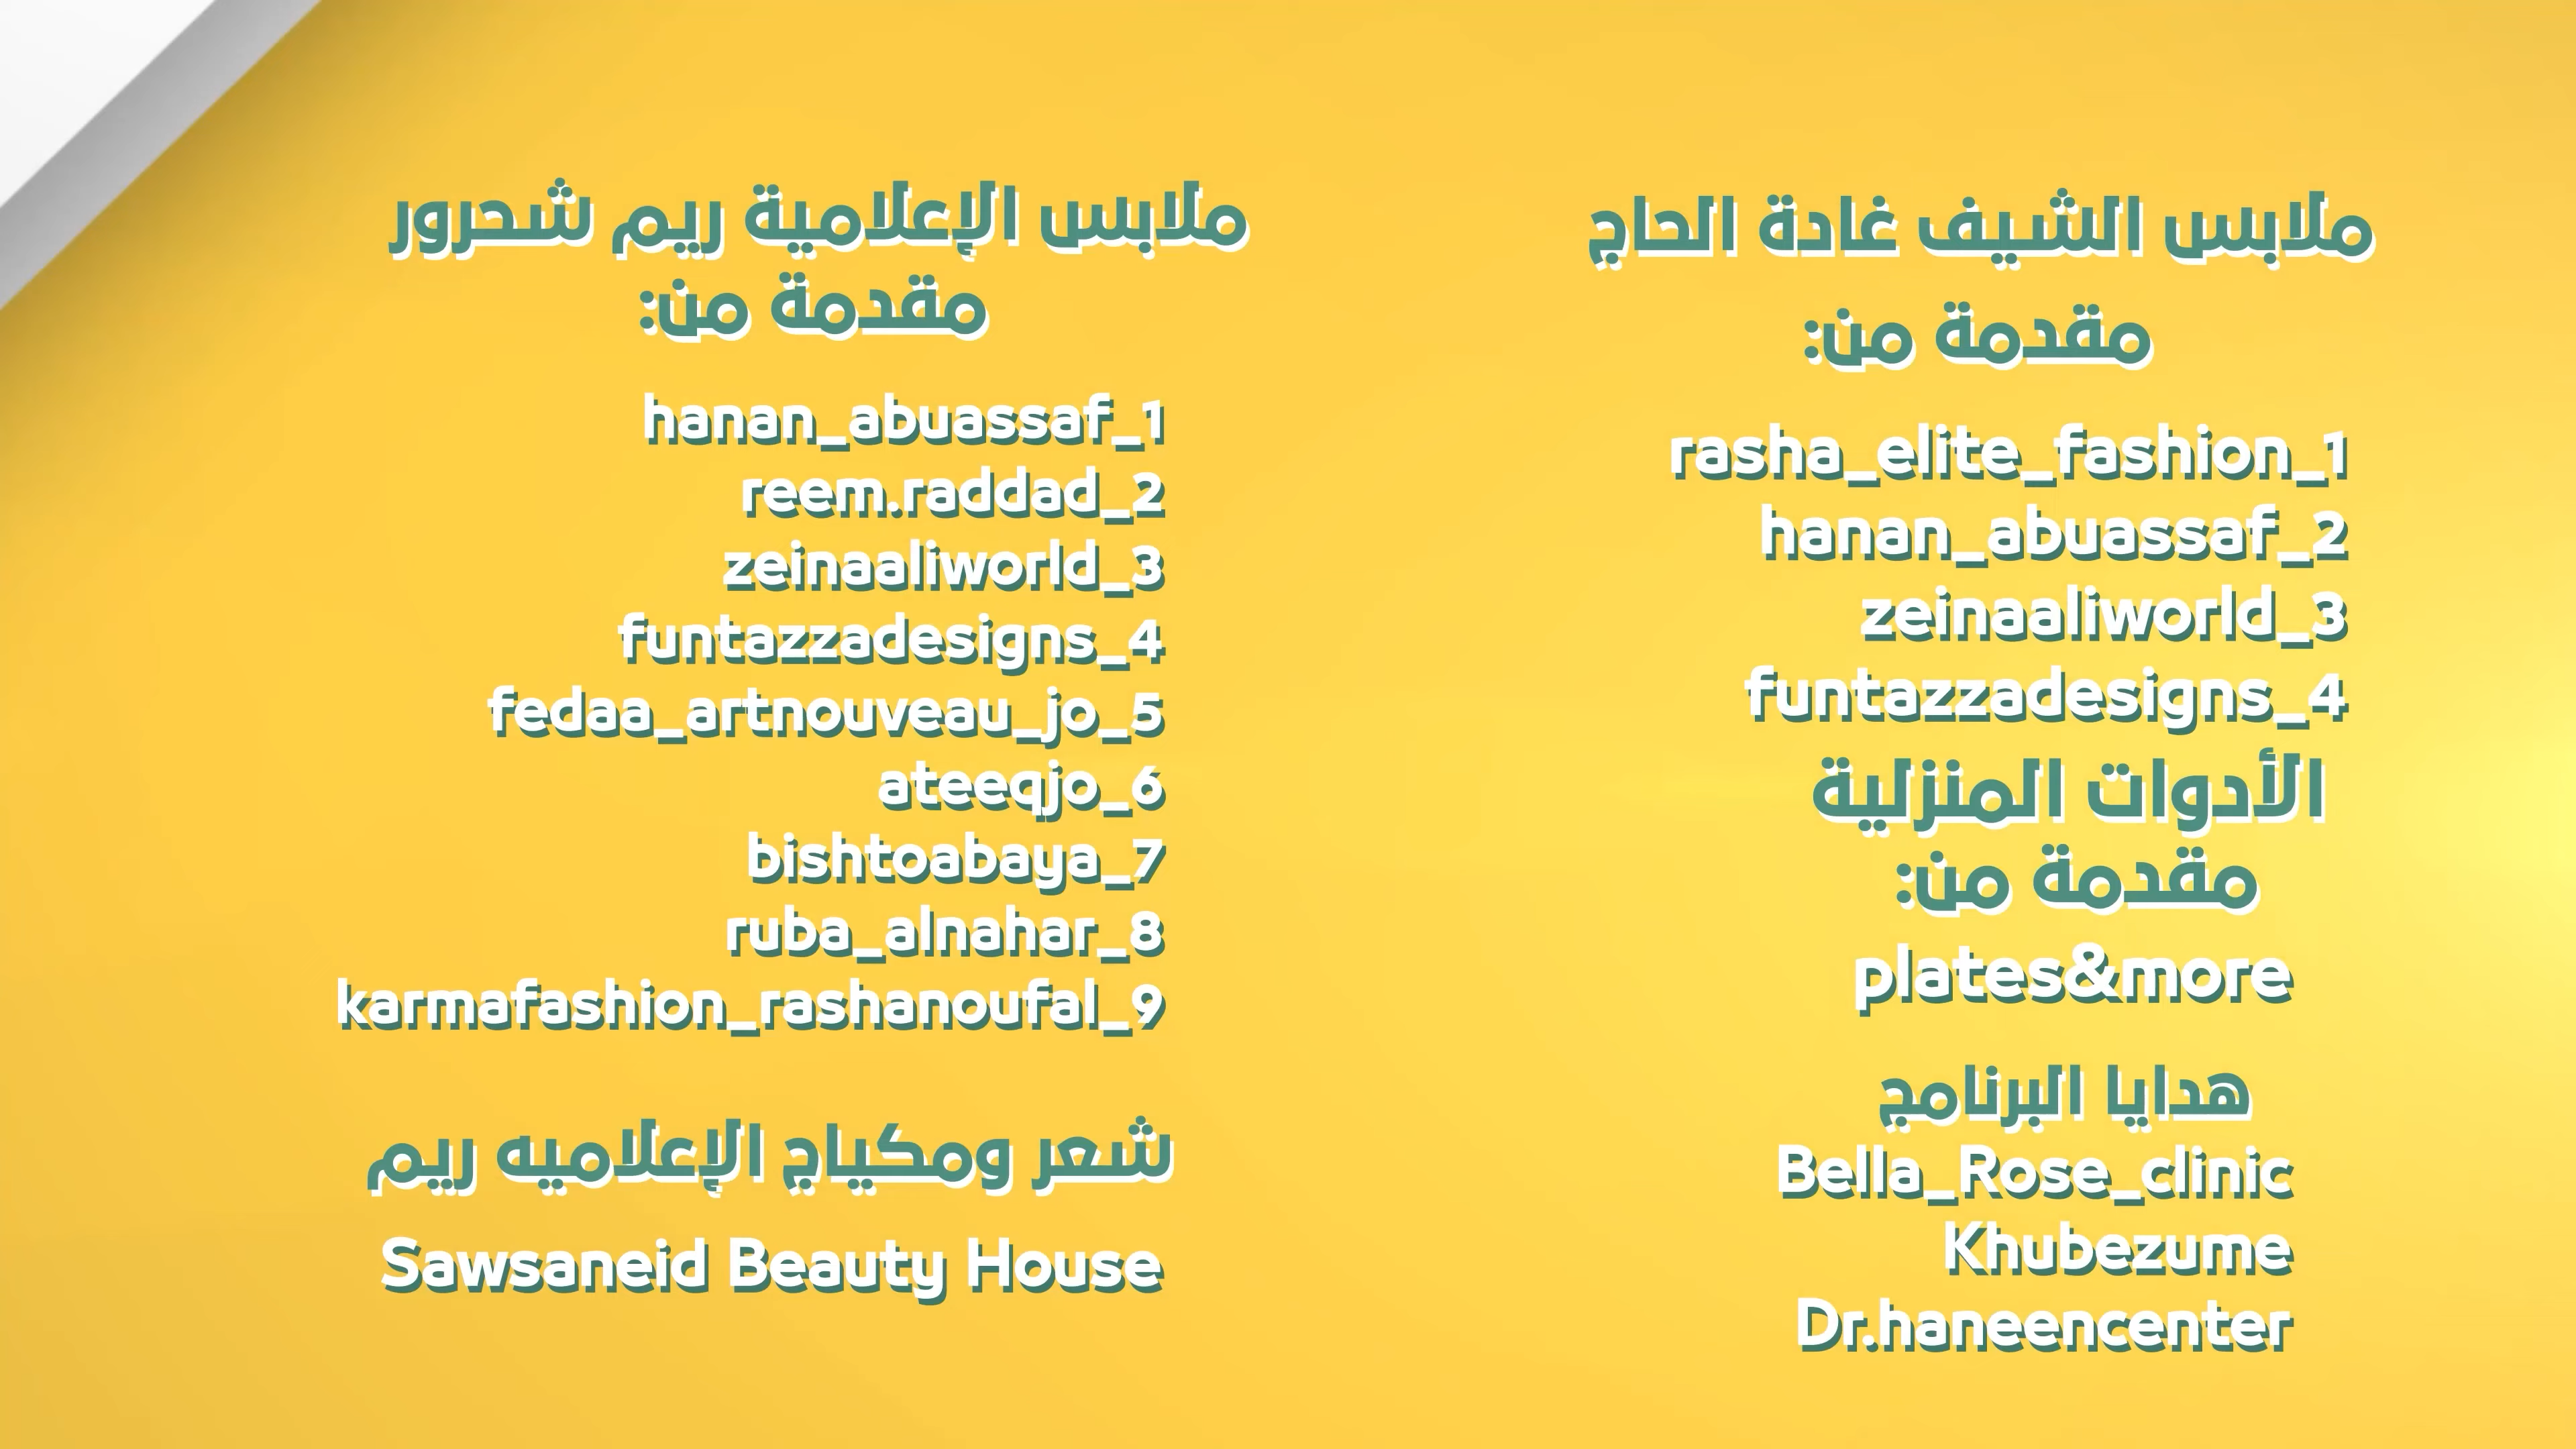 ملابس الشيف غادة الحاج
مقدمة من:
rasha_elite_fashion_1
hanan_abuassaf_2
zeinaaliworld_3
funtazzadesigns_4
الأدوات المنزلية
مقدمة من:
plates&more
هدايا البرنامج
Bella_Rose_clinic
Khubezume
Dr.haneencenter
ملابس الإعلامية ريم شحرور
مقدمة من:
hanan_abuassaf_1
reem.raddad_2
zeinaaliworld_3
funtazzadesigns_4
fedaa_artnouveau_jo_5
ateeqjo_6
bishtoabaya_7
ruba_alnahar_8
karmafashion_rashanoufal_9
شعر ومكياج الإعلاميه ريم
Sawsaneid Beauty House